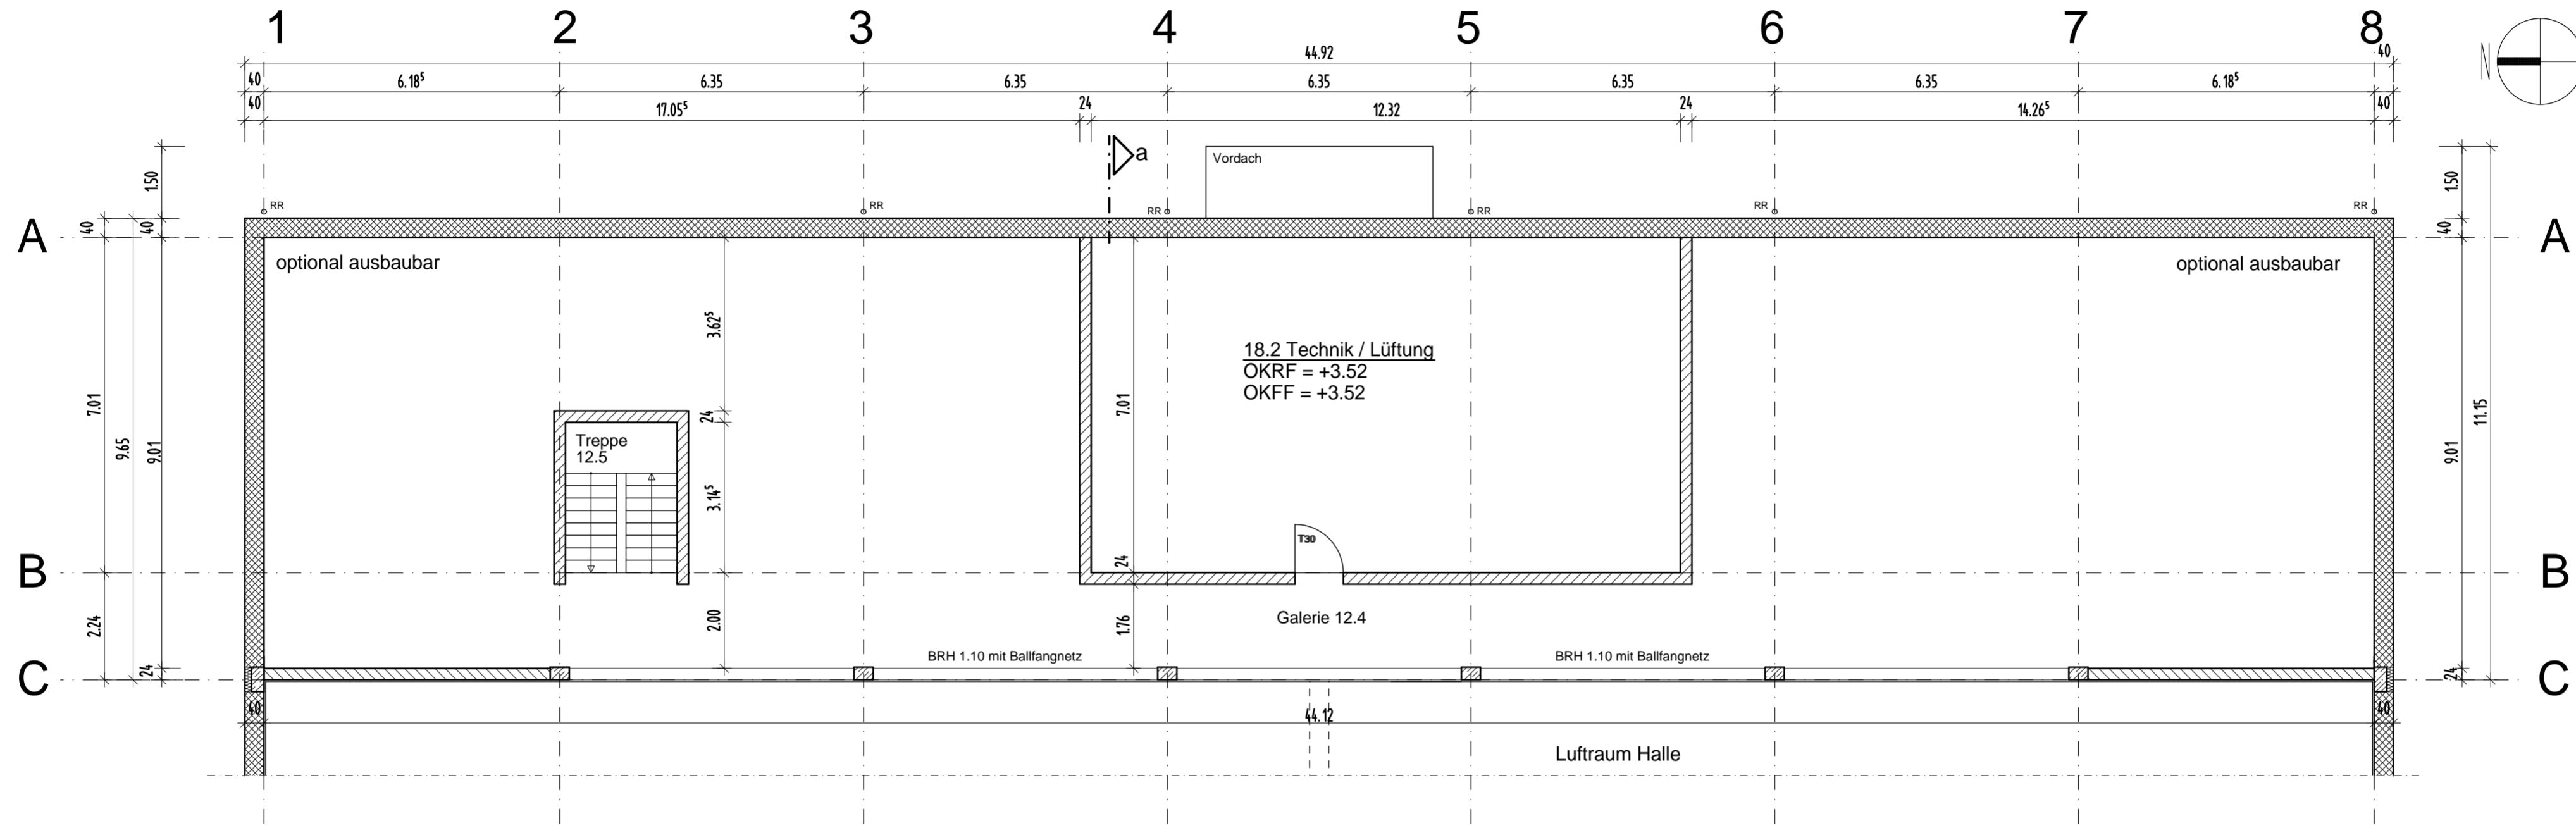 1 2 3 4 5 6 7 8
44.92 40
40 6.18⁵ 6.35 6.35 6.35 6.35 6.35 6.18⁵
40 17.05⁵ 24 12.32 24 14.26⁵ 40
N
a
Vordach
1.50
1.50
RR RR RR RR RR RR
A 40 40
40 A
optional ausbaubar
optional ausbaubar
3.62⁵
18.2 Technik / Lüftung
OKRF = +3.52
OKFF = +3.52
7.01 9.65 9.01
24
7.01
9.01 11.15
Treppe
12.5
3.14⁵
T30
24
B
B
2.24
2.00
1.76
Galerie 12.4
BRH 1.10 mit Ballfangnetz
BRH 1.10 mit Ballfangnetz
24
24
C
C
40 44.12 40
Luftraum Halle